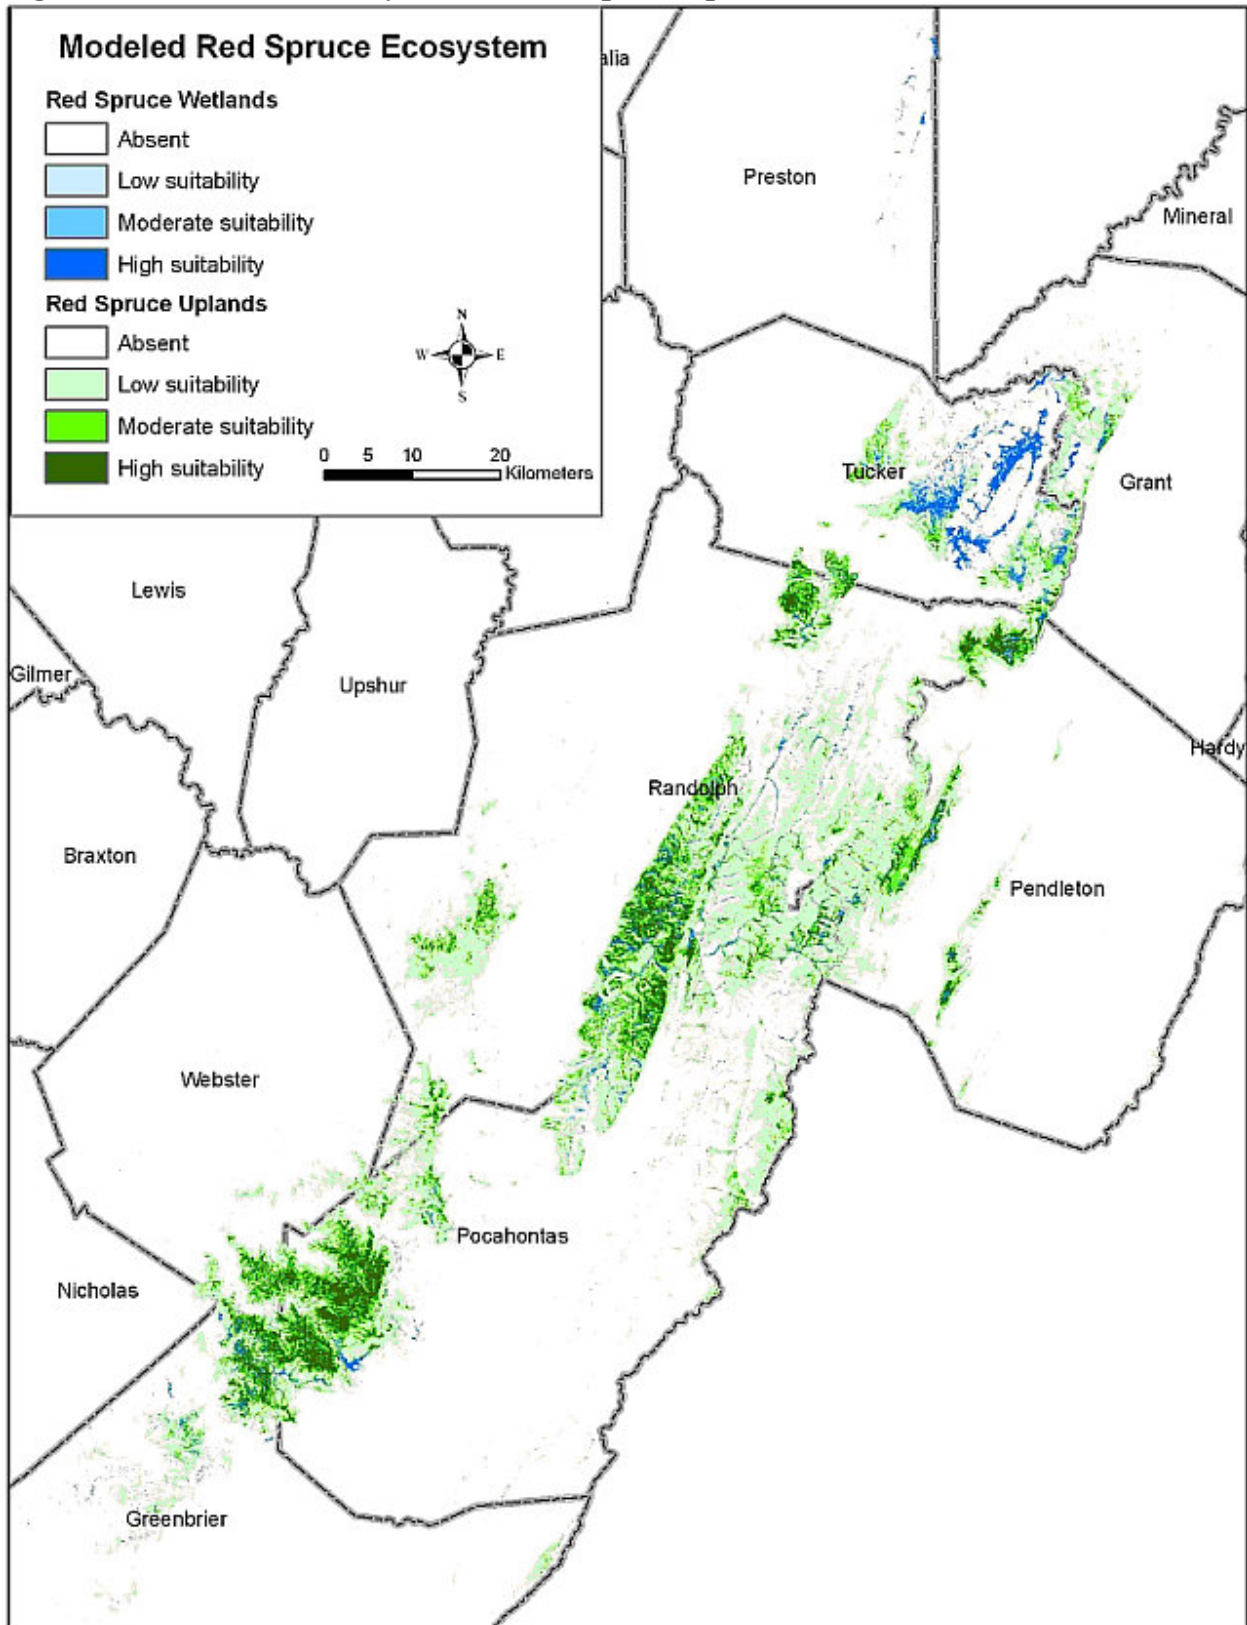 Modeled Red Spruce Ecosystem
Red Spruce Wetlands
Absent
Low suitability
Moderate suitability
High suitability
Red Spruce Uplands
Absent
Low suitability
Moderate suitability
High suitability
N
W E
S
0 5 10 20
Kilometers
alia
Preston
Mineral
Tucker
Grant
Lewis
Gilmer
Upshur
Hardy
Randolph
Braxton
Pendleton
Webster
Pocahontas
Nicholas
Greenbrier